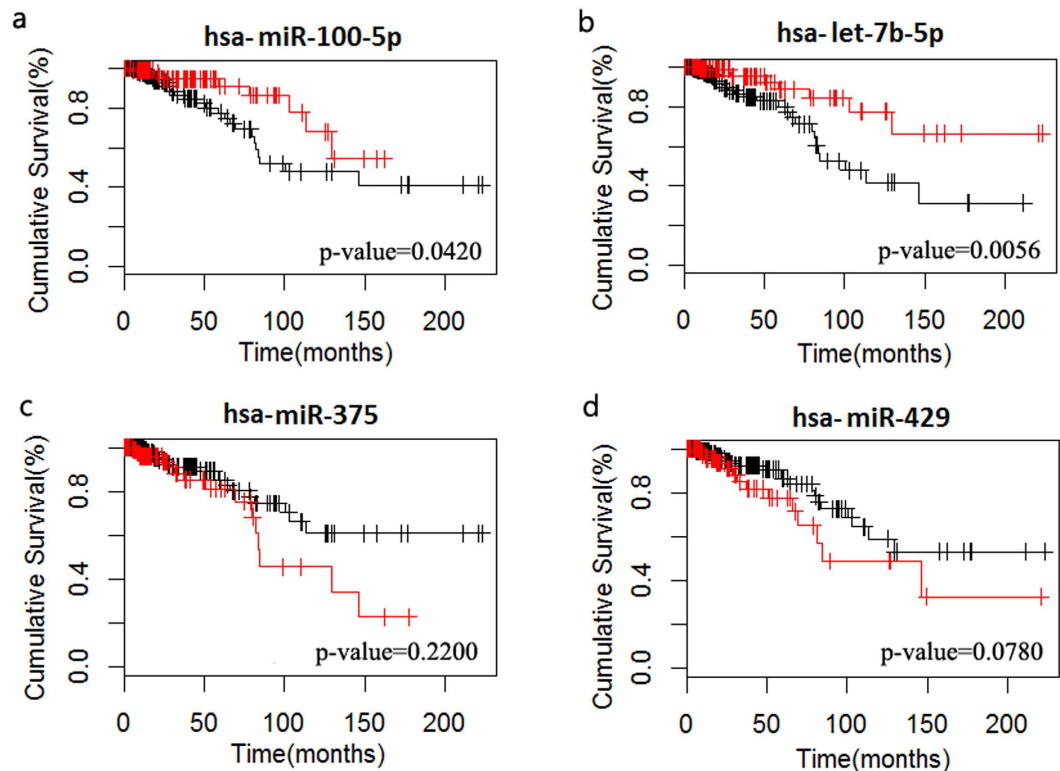 a
hsa-miR-100-5p
Cumulative Survival(%)
0.0 0.4 0.8
p-value=0.0420
0 50 100 150 200
Time(months)
b
hsa-let-7b-5p
Cumulative Survival(%)
0.0 0.4 0.8
p-value=0.0056
0 50 100 150 200
Time(months)
c
hsa-miR-375
Cumulative Survival(%)
0.0 0.4 0.8
p-value=0.2200
0 50 100 150 200
Time(months)
d
hsa-miR-429
Cumulative Survival(%)
0.0 0.4 0.8
p-value=0.0780
0 50 100 150 200
Time(months)